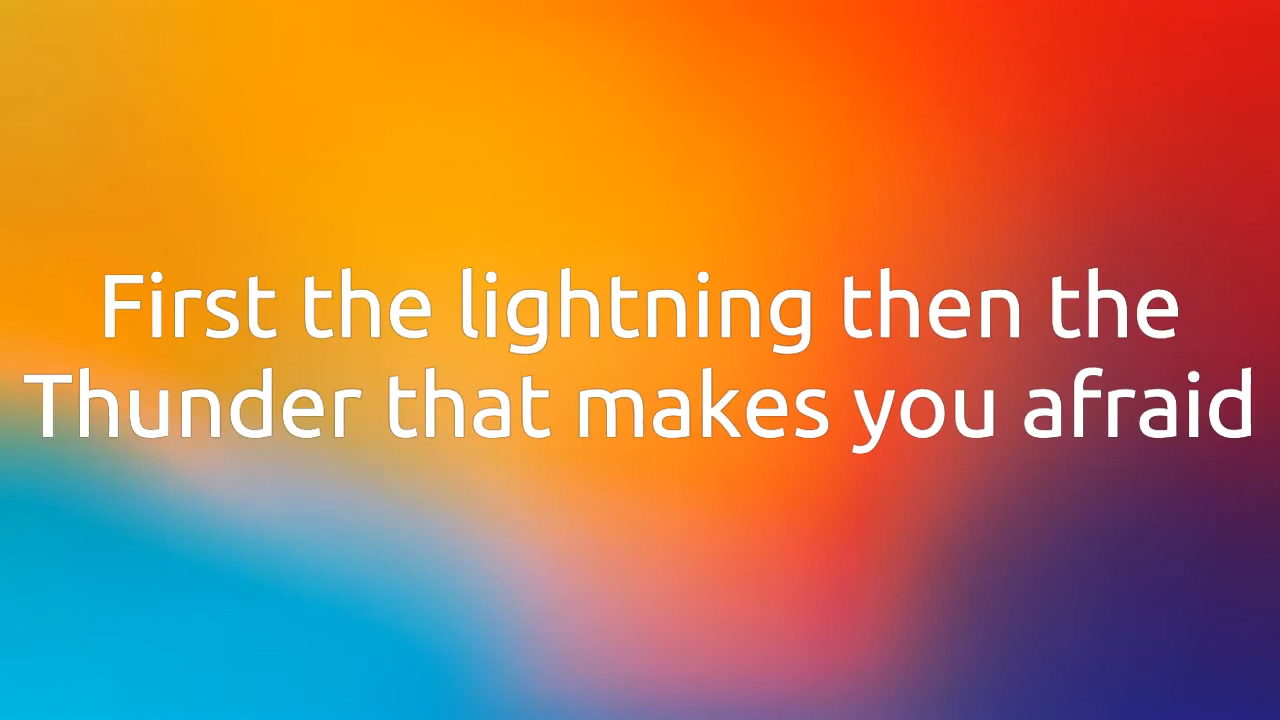 First the lightning then the
Thunder that makes you afraid